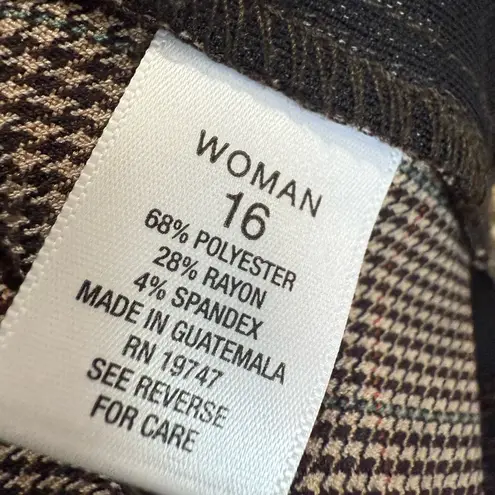 WOMAN
16
68% POLYESTER
28% RAYON
4% SPANDEX
MADE IN GUATEMALA
RN 19747
SEE REVERSE
FOR CARE